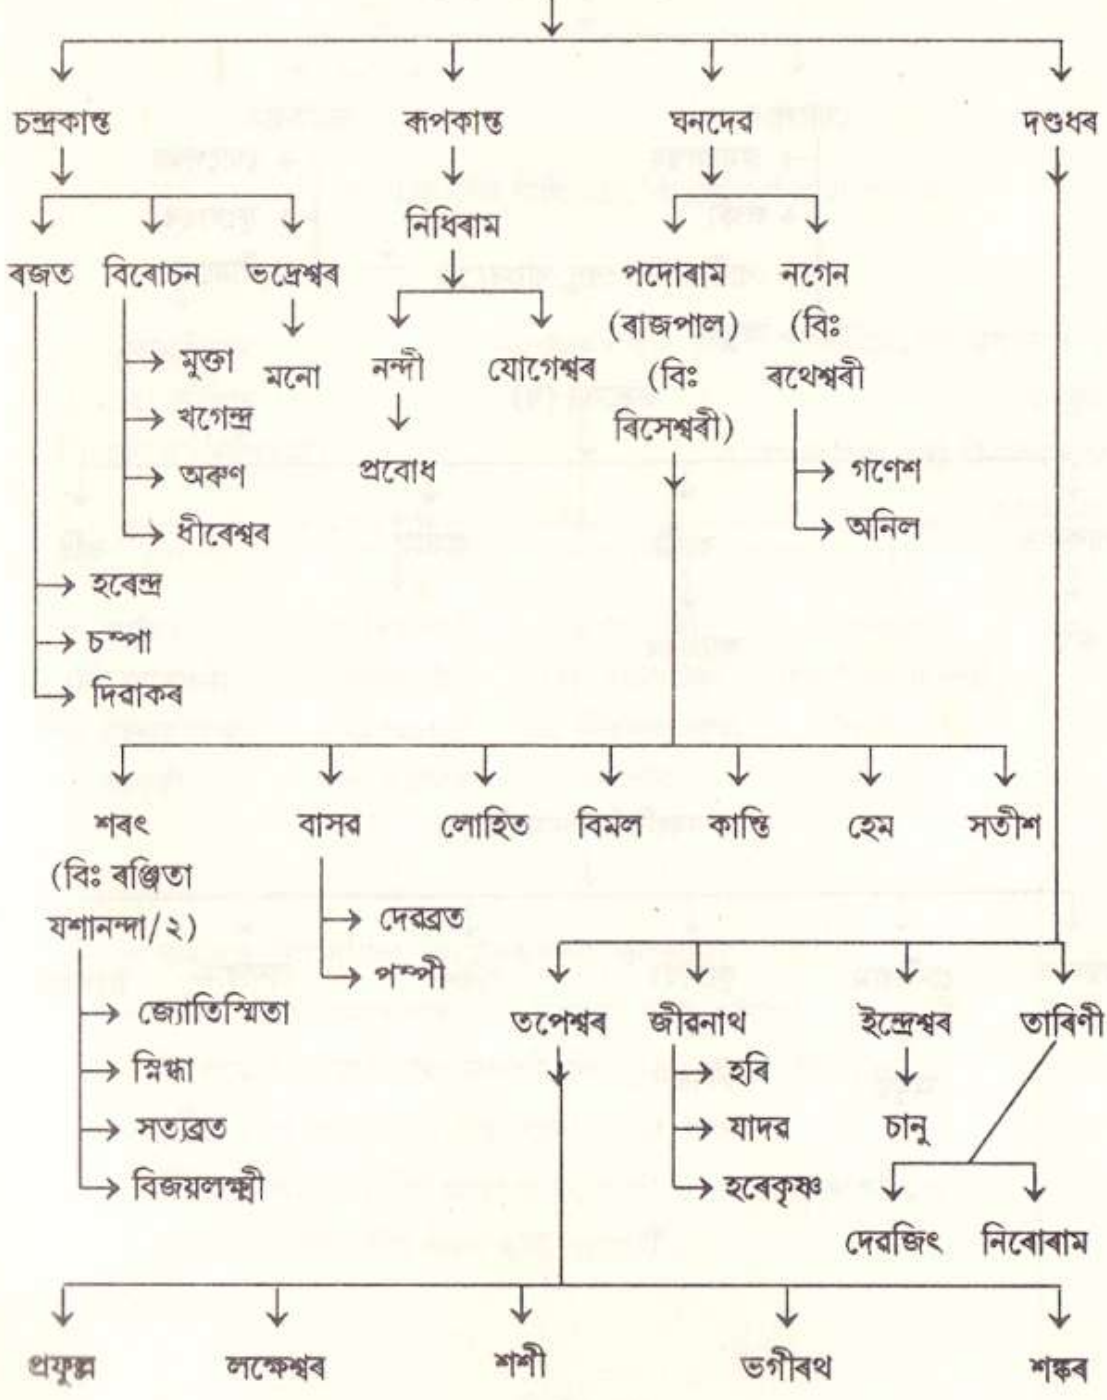 চন্দ্ৰকান্ত ৰূপকান্ত ঘনদেৱ দণ্ডধৰ
নিধিৰাম
ৰজত বিৰোচন ভদ্ৰেশ্বৰ পদোৰাম নগেন
(ৰাজপাল) (বিঃ
মুক্তা মনো নন্দী যোগেশ্বৰ (বিঃ ৰথেশ্বৰী
খগেন্দ্ৰ ৰিসেশ্বৰী)
অৰুণ প্ৰবোধ গণেশ
ধীৰেশ্বৰ অনিল
হৰেন্দ্ৰ
চম্পা
দিৱাকৰ
শৰৎ বাসৱ লোহিত বিমল কান্তি হেম সতীশ
(বিঃ ৰঞ্জিতা
যশানন্দা/২) দেৱব্ৰত
পম্পী
জ্যোতিস্মিতা তপেশ্বৰ জীৱনাথ ইন্দ্ৰেশ্বৰ তাৰিণী
স্নিগ্ধা হৰি
সত্যব্ৰত যাদৱ চানু
বিজয়লক্ষ্মী হৰেকৃষ্ণ
দেৱজিৎ নিৰোৰাম
প্ৰফুল্ল লক্ষেশ্বৰ শশী ভগীৰথ শঙ্কৰ